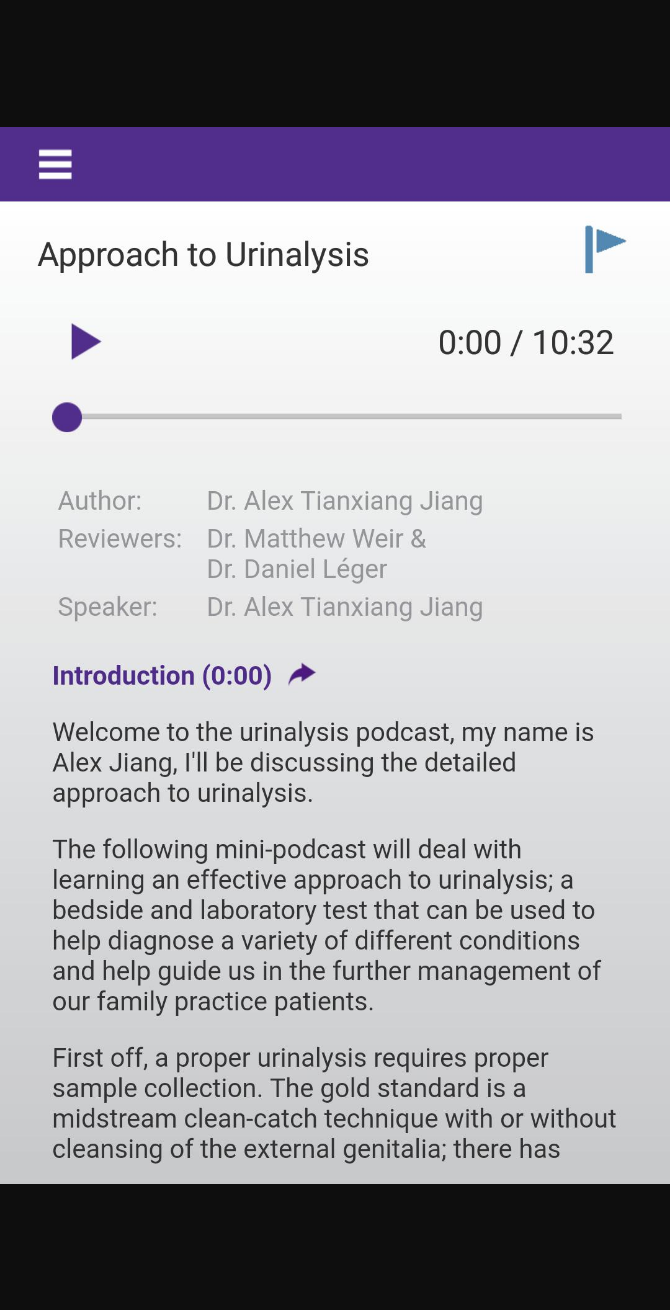 Approach to Urinalysis
0:00 / 10:32
Author: Dr. Alex Tianxiang Jiang
Reviewers: Dr. Matthew Weir &
Dr. Daniel Léger
Speaker: Dr. Alex Tianxiang Jiang
Introduction (0:00)
Welcome to the urinalysis podcast, my name is
Alex Jiang, I'll be discussing the detailed
approach to urinalysis.
The following mini-podcast will deal with
learning an effective approach to urinalysis; a
bedside and laboratory test that can be used to
help diagnose a variety of different conditions
and help guide us in the further management of
our family practice patients.
First off, a proper urinalysis requires proper
sample collection. The gold standard is a
midstream clean-catch technique with or without
cleansing of the external genitalia; there has